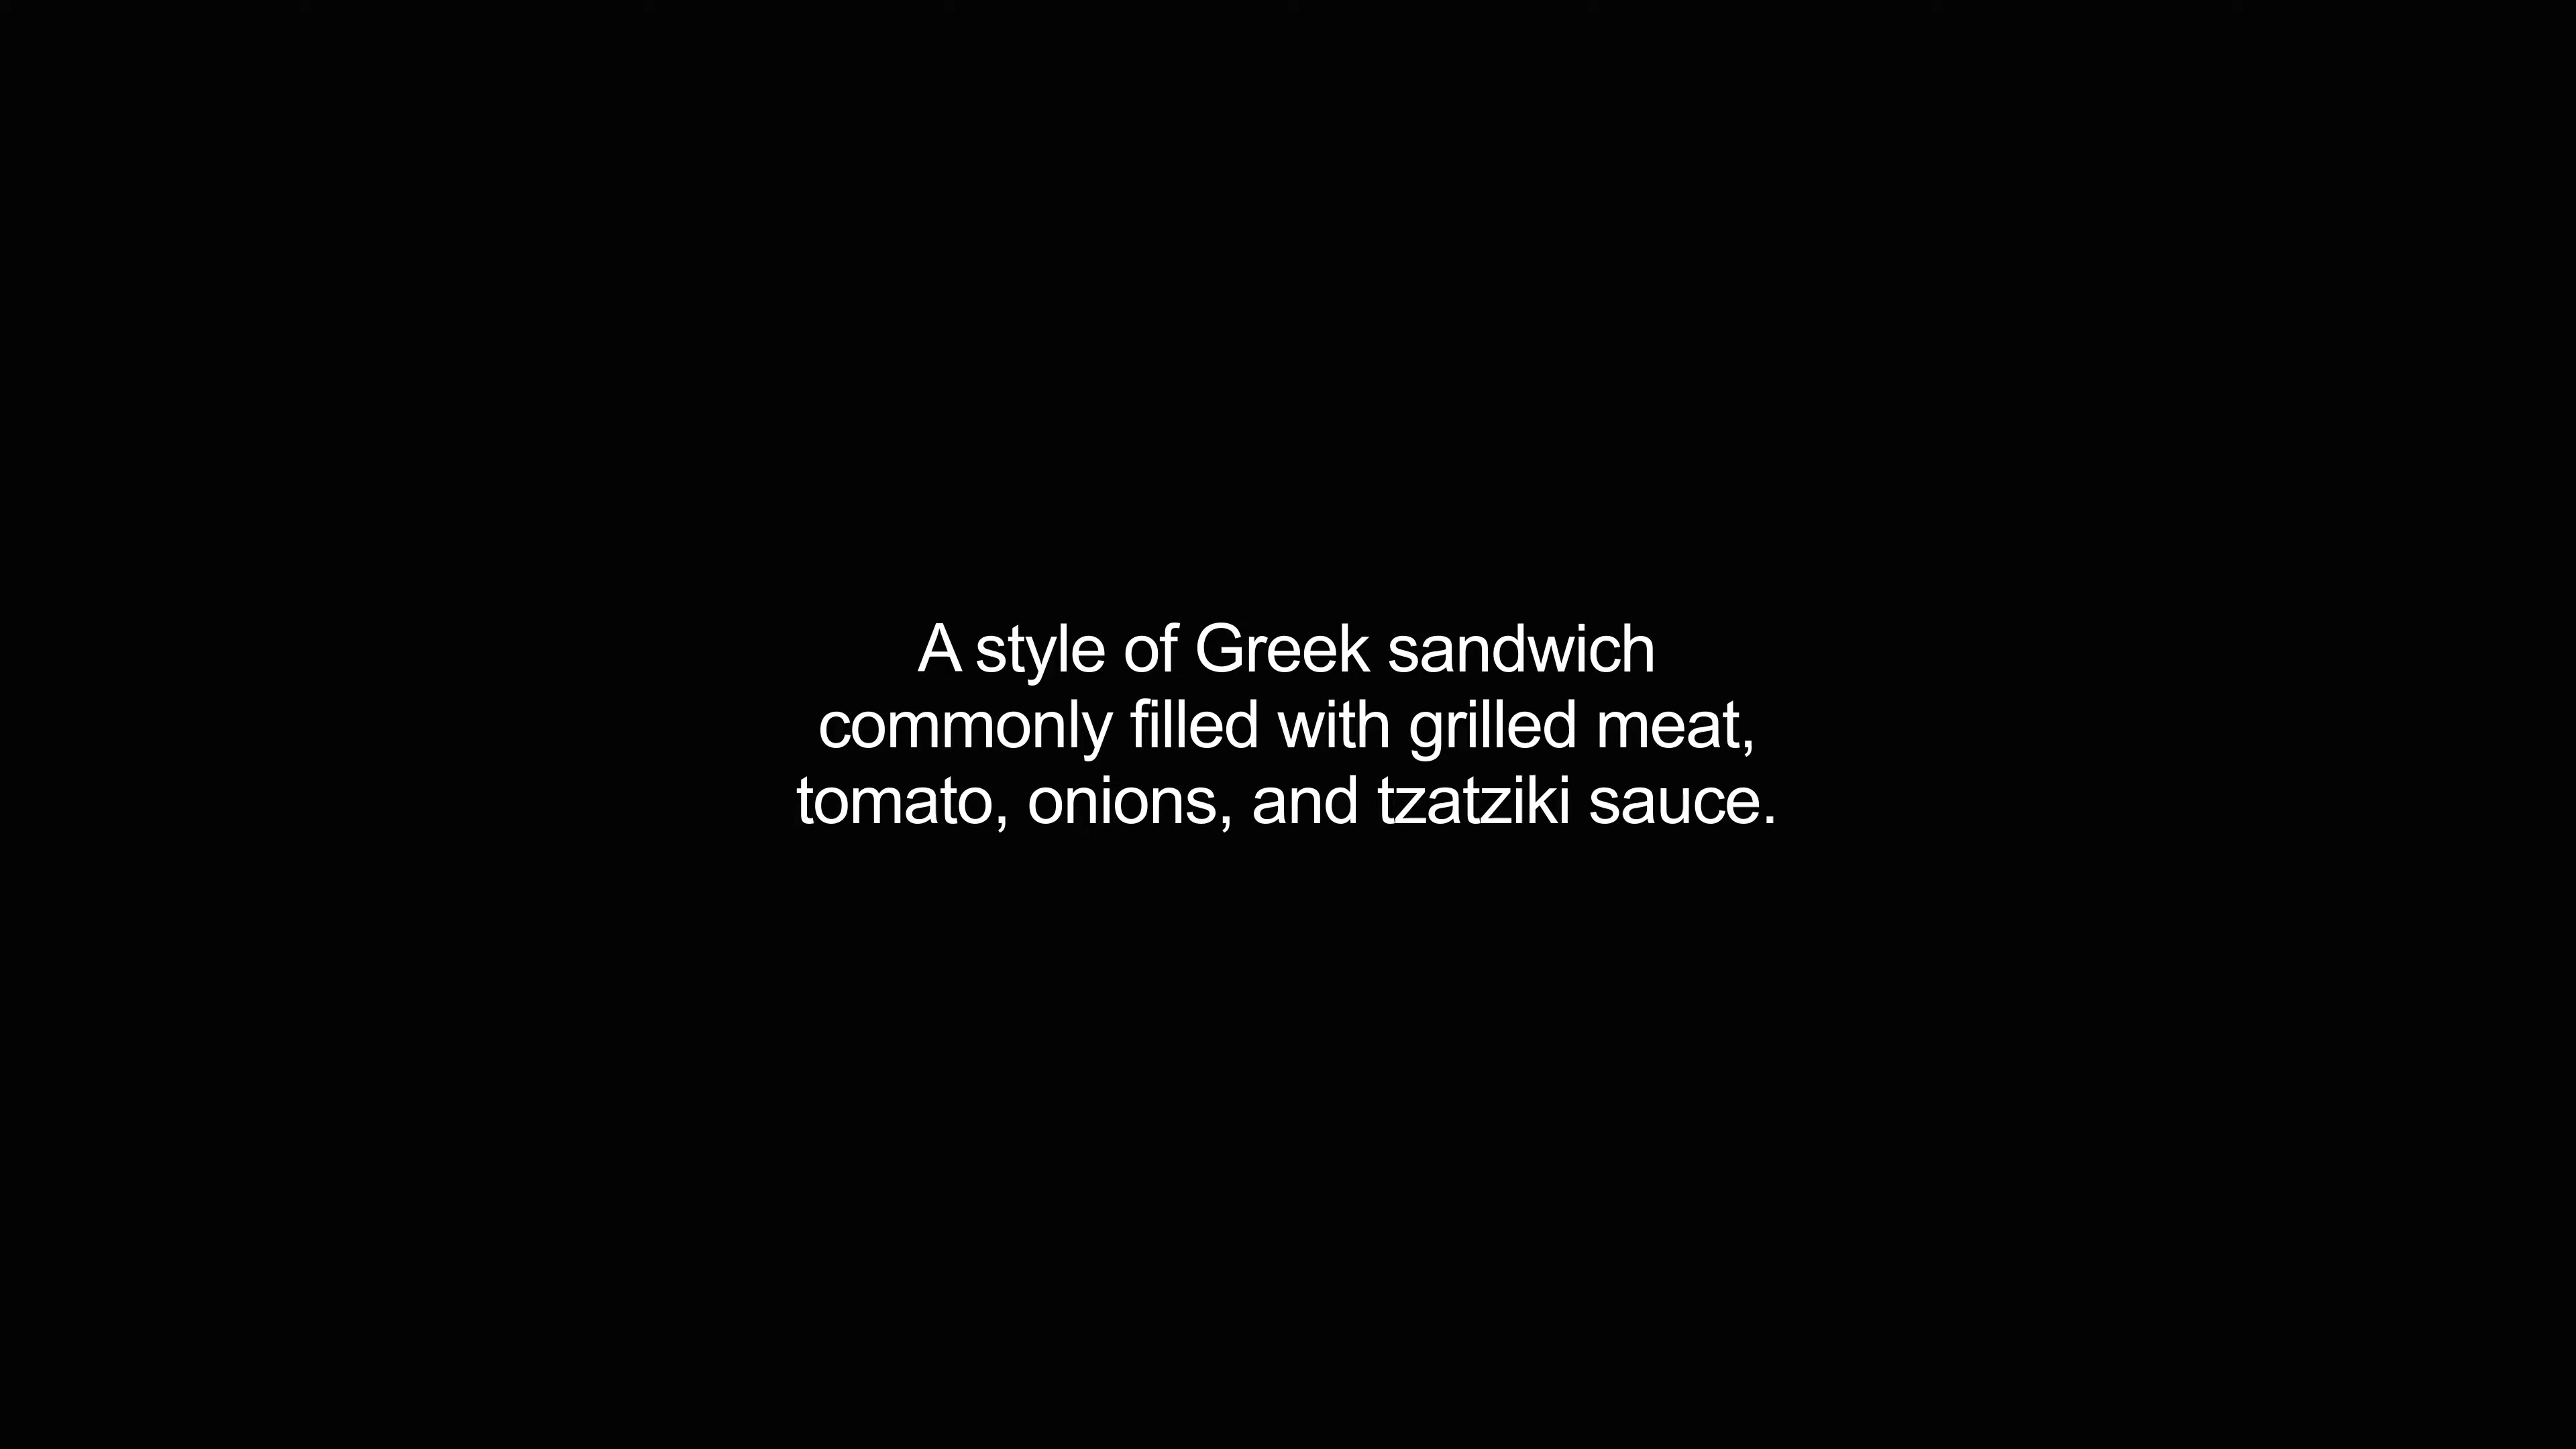 A style of Greek sandwich
commonly filled with grilled meat,
tomato, onions, and tzatziki sauce.